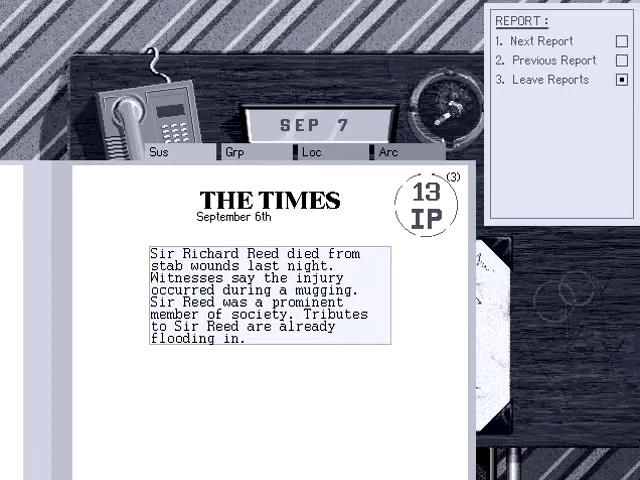 REPORT:
1. Next Report
2. Previous Report
3. Leave Reports
SEP 7
Sus
Grp
Loc
Arc
THE TIMES
September 6th
(3)
13
IP
Sir Richard Reed died from
stab wounds last night.
Witnesses say the injury
occurred during a mugging.
Sir Reed was a prominent
member of society. Tributes
to Sir Reed are already
flooding in.